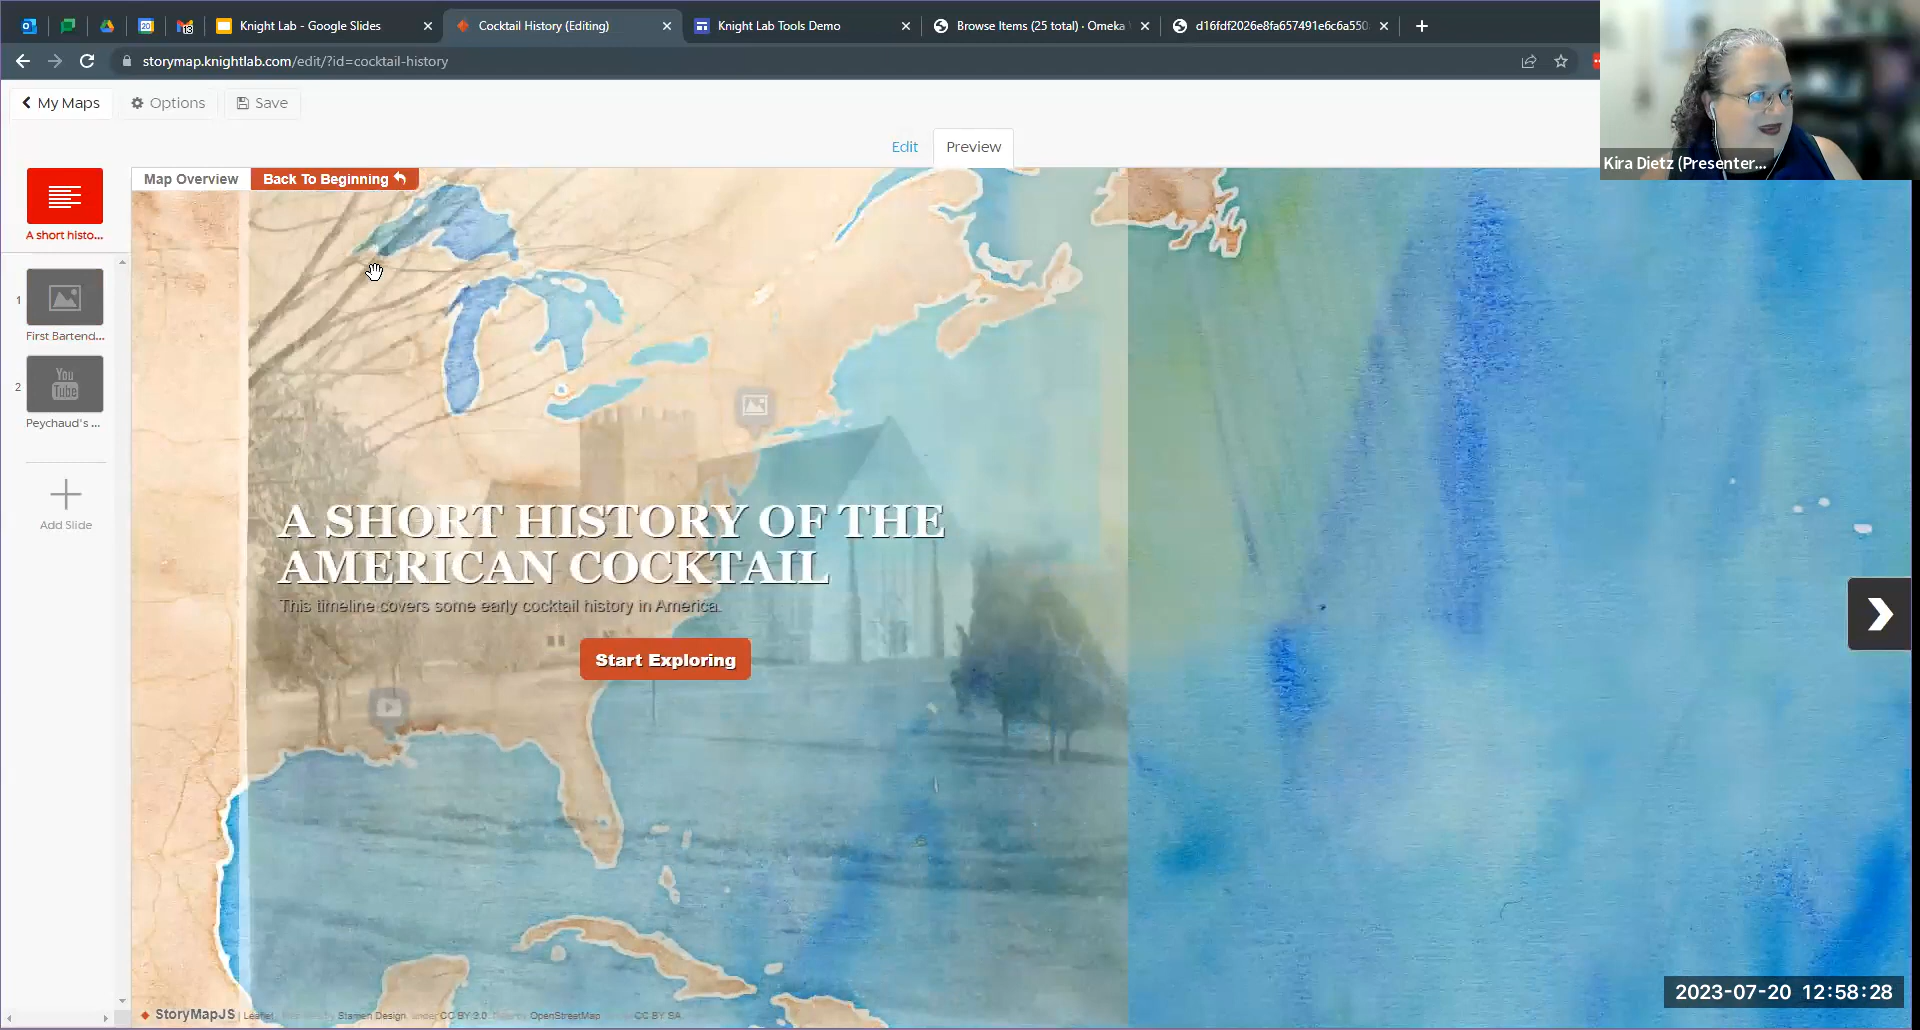 Knight Lab - Google Slides
Cocktail History (Editing)
Knight Lab Tools Demo
Browse Items (25 total) · Omeka
d16fdf2026e8fa657491e6c6a550
storymap.knightlab.com/edit/?id=cocktail-history
My Maps
Options
Save
Edit
Preview
Kira Dietz (Presenter...
Map Overview
Back To Beginning
A short histo...
1
First Bartend...
You
Tube
2
Peychaud's ...
Add Slide
A SHORT HISTORY OF THE
AMERICAN COCKTAIL
This timeline covers some early cocktail history in America.
Start Exploring
StoryMapJS | Leaflet Stamen Design, under CC BY 3.0. OpenStreetMap CC BY SA
2023-07-20 12:58:28